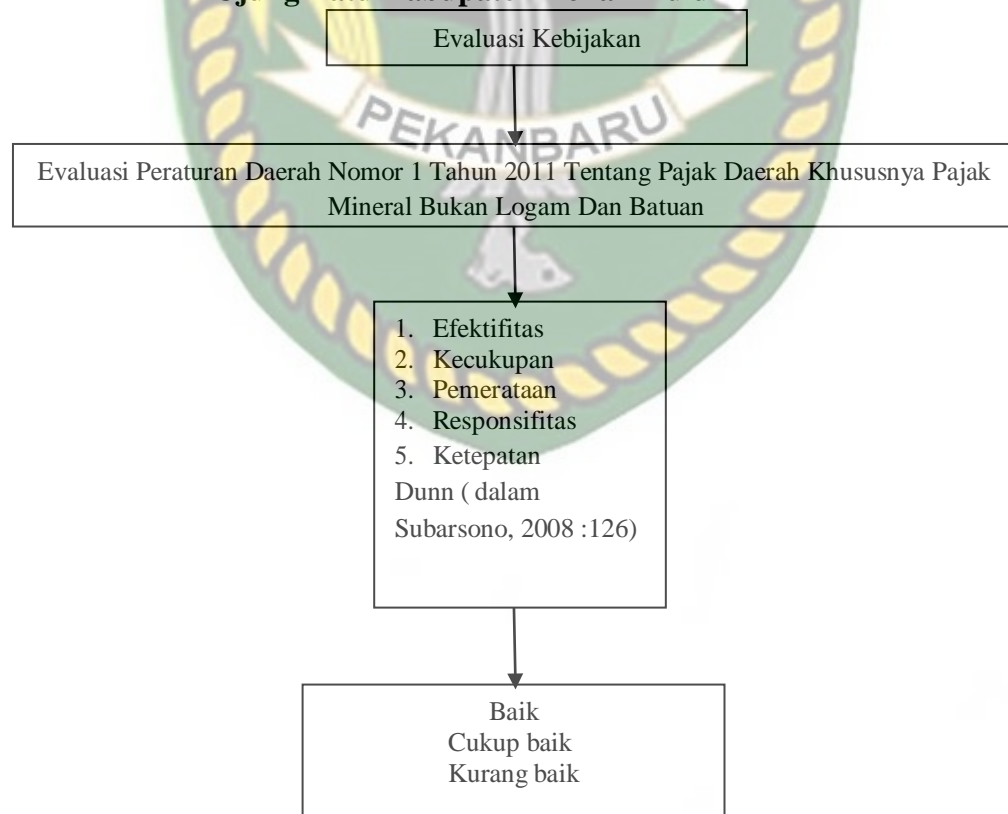 Evaluasi Kebijakan
PEKANBARU
Evaluasi Peraturan Daerah Nomor 1 Tahun 2011 Tentang Pajak Daerah Khususnya Pajak
Mineral Bukan Logam Dan Batuan
1. Efektifitas
2. Kecukupan
3. Pemerataan
4. Responsifitas
5. Ketepatan
Dunn ( dalam
Subarsono, 2008 :126)
Baik
Cukup baik
Kurang baik